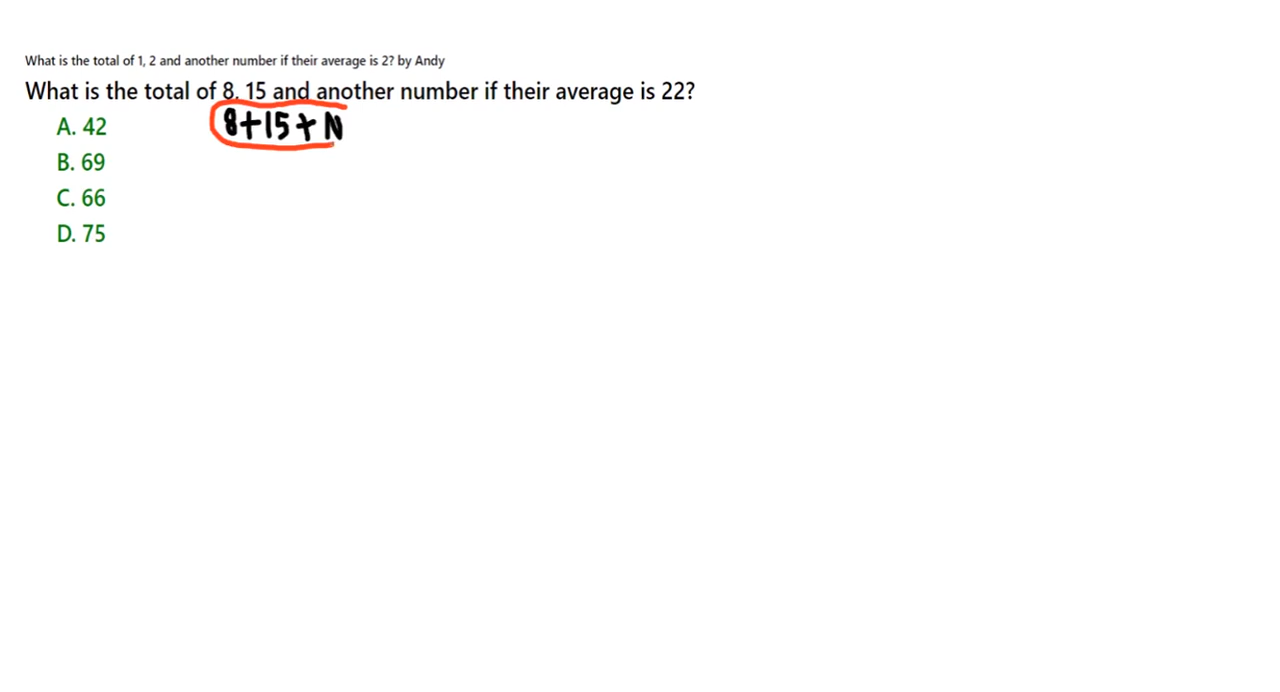 What is the total of 1, 2 and another number if their average is 2? by Andy
What is the total of 8, 15 and another number if their average is 22?
A. 42
8+15+N
B. 69
C. 66
D. 75